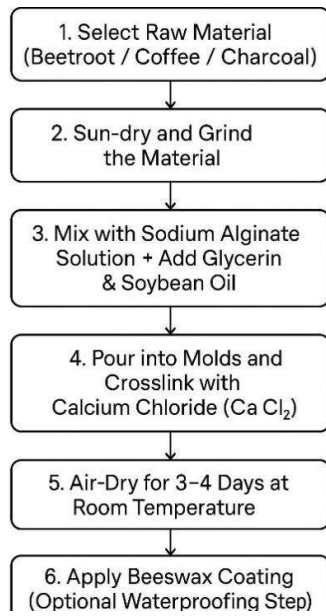 1. Select Raw Material
(Beetroot / Coffee / Charcoal)
2. Sun-dry and Grind
the Material
3. Mix with Sodium Alginate
Solution + Add Glycerin
& Soybean Oil
4. Pour into Molds and
Crosslink with
Calcium Chloride (Ca Cl₂)
5. Air-Dry for 3–4 Days at
Room Temperature
6. Apply Beeswax Coating
(Optional Waterproofing Step)